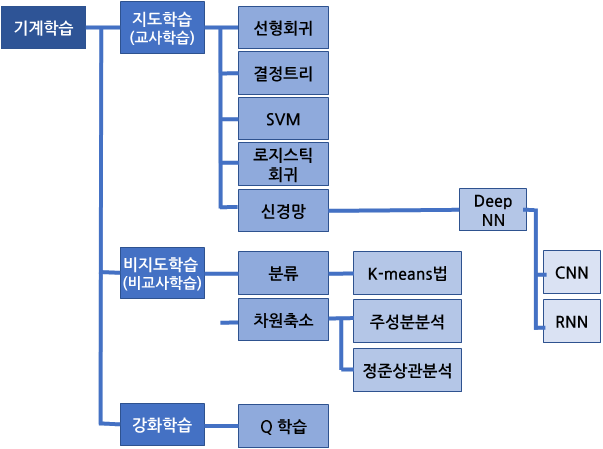 기계학습
지도학습
(교사학습)
선형회귀
결정트리
SVM
로지스틱
회귀
신경망
Deep
NN
CNN
RNN
비지도학습
(비교사학습)
분류
K-means법
차원축소
주성분분석
정준상관분석
강화학습
Q 학습